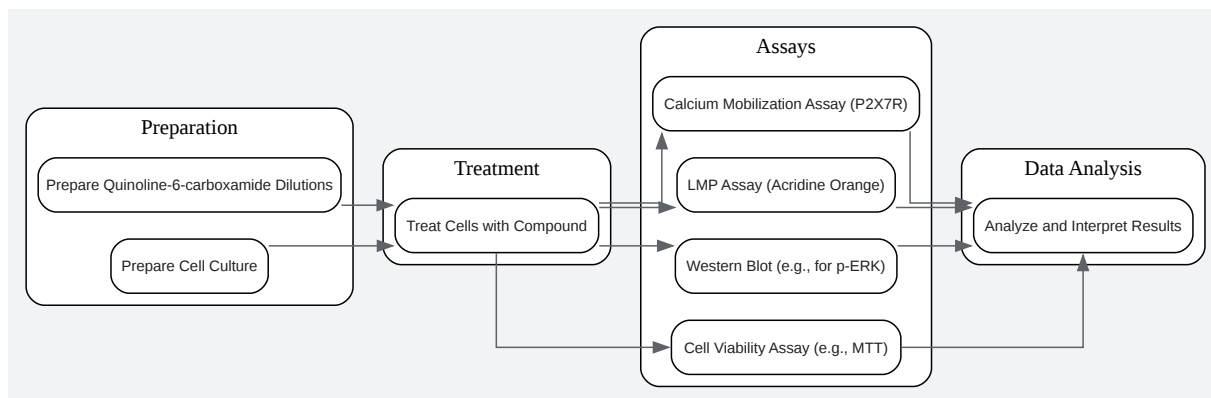 Preparation
Prepare Quinoline-6-carboxamide Dilutions
Prepare Cell Culture
Treatment
Treat Cells with Compound
Assays
Calcium Mobilization Assay (P2X7R)
LMP Assay (Acridine Orange)
Western Blot (e.g., for p-ERK)
Cell Viability Assay (e.g., MTT)
Data Analysis
Analyze and Interpret Results